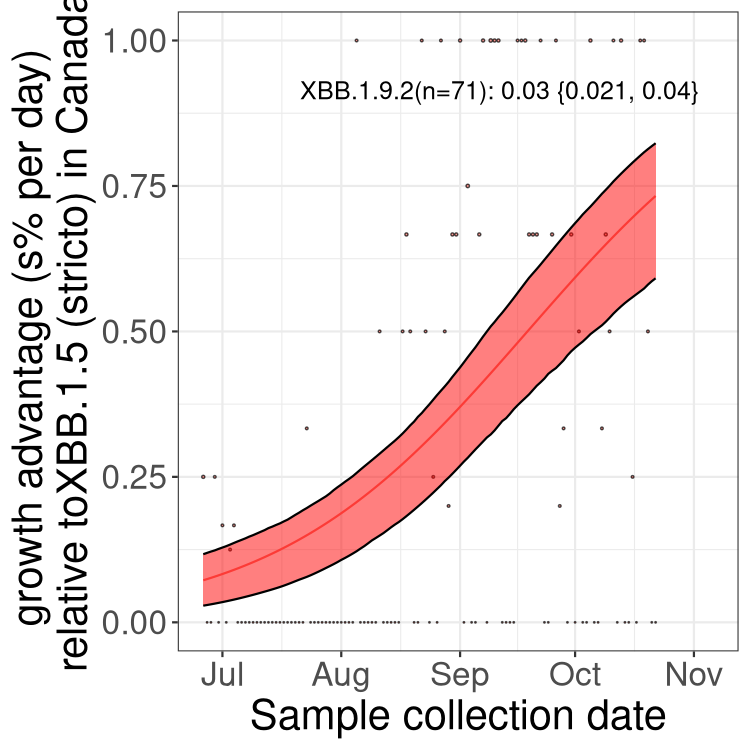 growth advantage (s% per day)
relative toXBB.1.5 (stricto) in Canada
1.00
0.75
0.50
0.25
0.00
XBB.1.9.2(n=71): 0.03 {0.021, 0.04}
Jul Aug Sep Oct Nov
Sample collection date